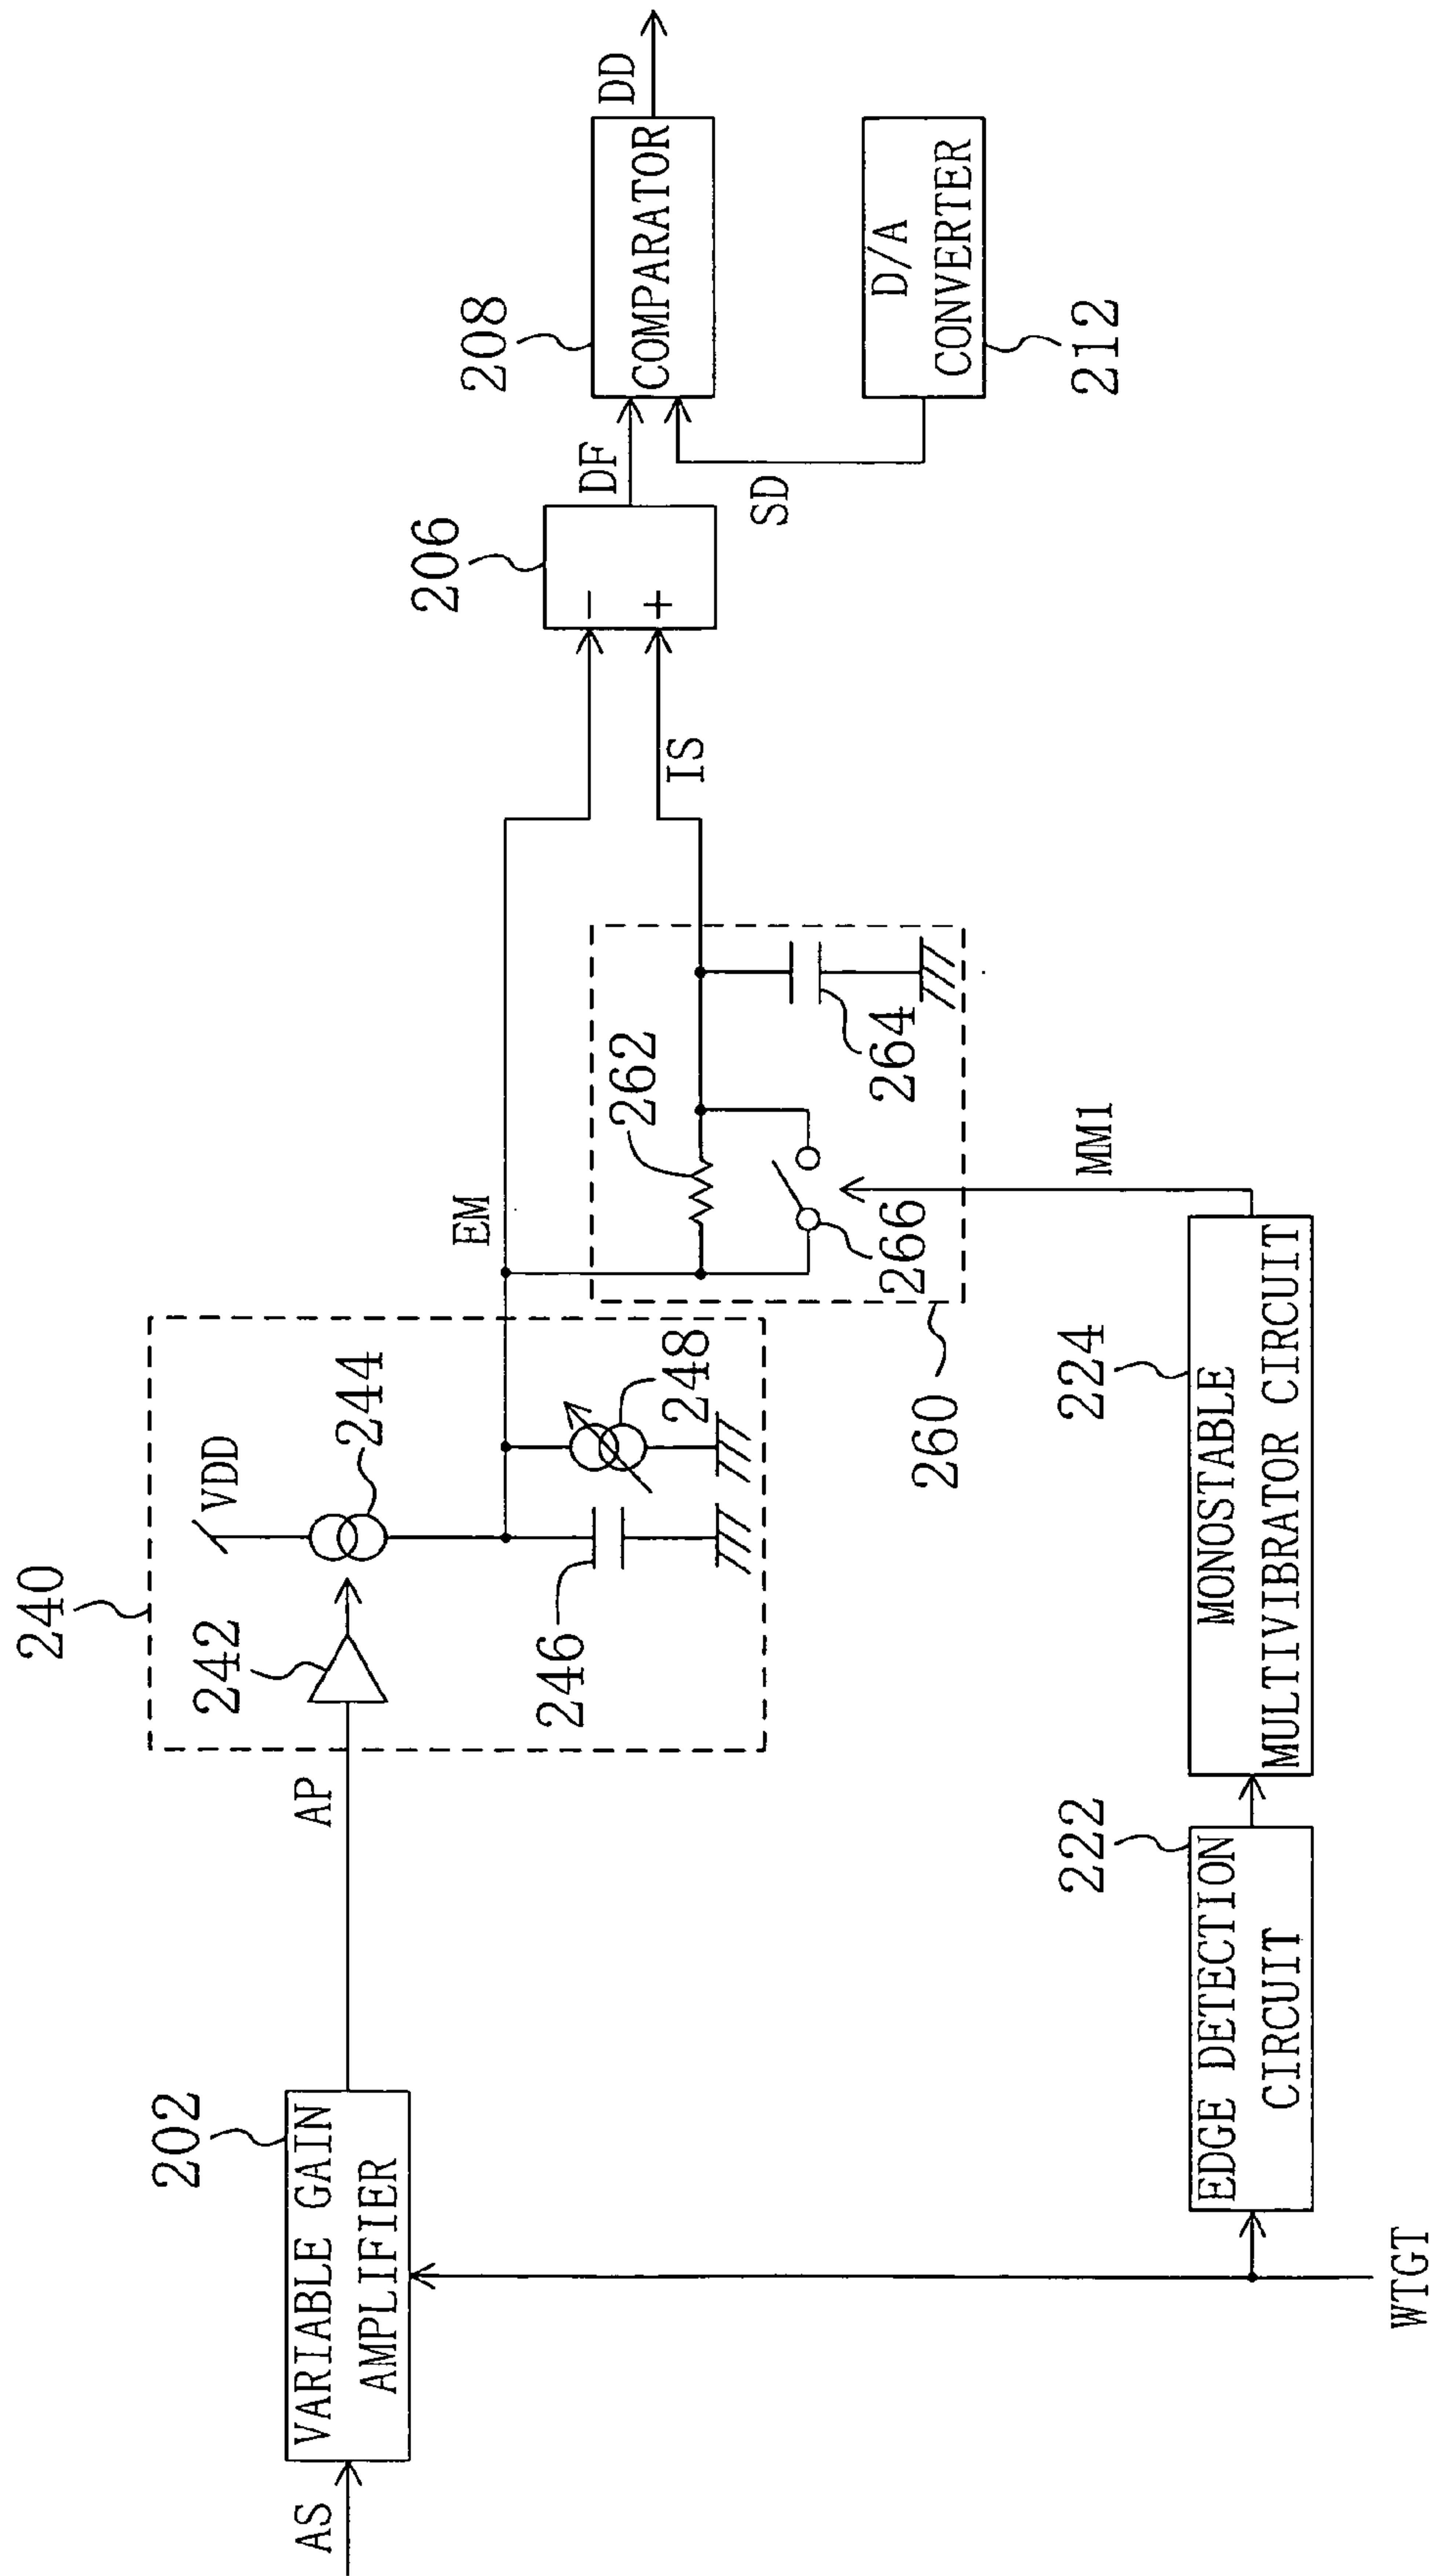 AS
VARIABLE GAIN
AMPLIFIER
202
AP
240
242
VDD
244
246
248
EM
262
264
266
260
IS
206
-
+
DF
208
COMPARATOR
DD
SD
D/A
CONVERTER
212
WTGT
EDGE DETECTION
CIRCUIT
222
MONOSTABLE
MULTIVIBRATOR CIRCUIT
224
MM1